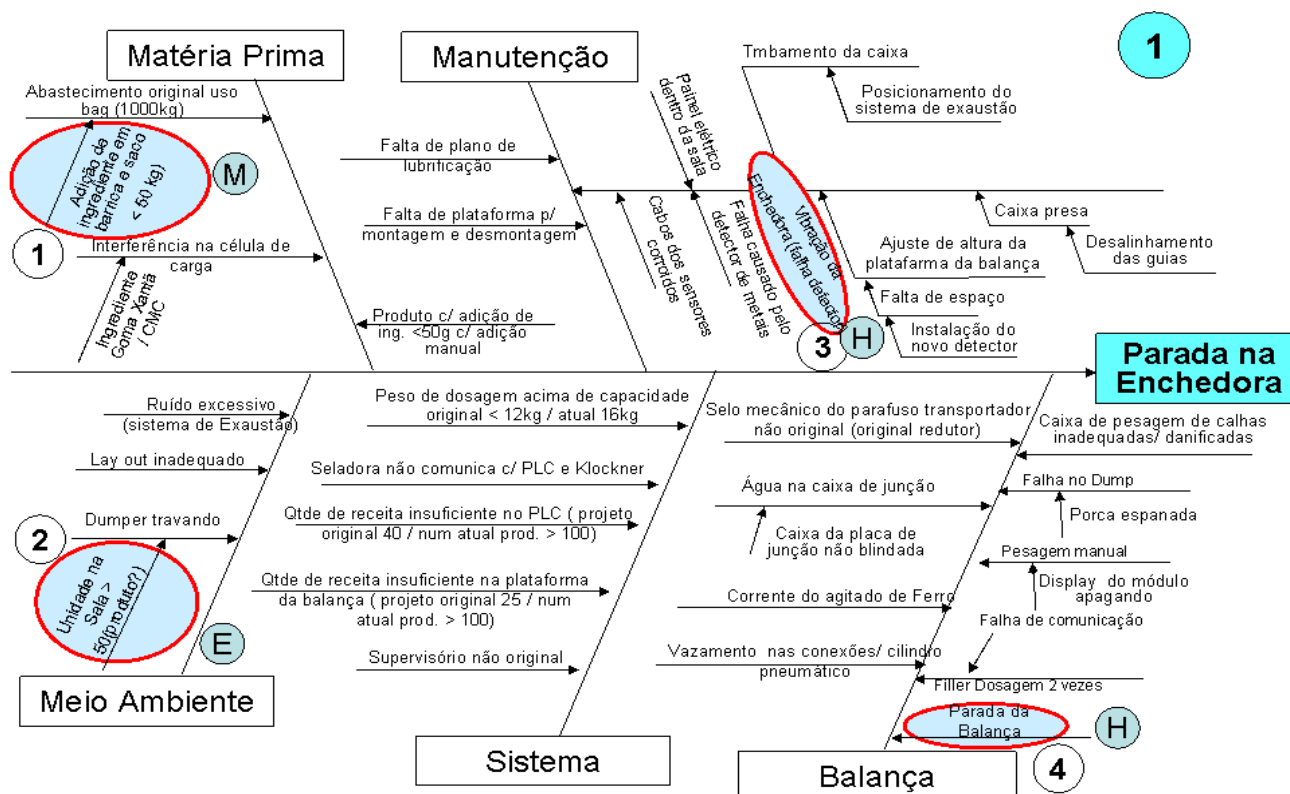 1
Matéria Prima
Abastecimento original uso
bag (1000kg)
Adição de
ingrediente em
barrica e saco
< 50 kg)
M
1
Interferência na célula de
carga
Ingrediente
Goma Xantã
/ CMC
Produto c/ adição de
ing. <50g c/ adição
manual
Manutenção
Falta de plano de
lubrificação
Falta de plataforma p/
montagem e desmontagem
Tmbamento da caixa
Posicionamento do
sistema de exaustão
Painel elétrico
dentro da sala
Cabos dos sensores
corroídos
Falha causado pelo
detector de metais
Vibração da
Enchedora (falha detector)
3
H
Ajuste de altura da
platafarma da balança
Falta de espaço
Instalação do
novo detector
Caixa presa
Desalinhamento
das guias
Parada na
Enchedora
Ruído excessivo
(sistema de Exaustão)
Lay out inadequado
Dumper travando
2
Unidade na
Sala >
50(produto?)
E
Meio Ambiente
Peso de dosagem acima de capacidade
original < 12kg / atual 16kg
Seladora não comunica c/ PLC e Klockner
Qtde de receita insuficiente no PLC ( projeto
original 40 / num atual prod. > 100)
Qtde de receita insuficiente na plataforma
da balança ( projeto original 25 / num
atual prod. > 100)
Supervisório não original
Sistema
Selo mecânico do parafuso transportador
não original (original redutor)
Água na caixa de junção
Caixa da placa de
junção não blindada
Corrente do agitado de Ferro
Vazamento nas conexões/ cilindro
pneumático
Caixa de pesagem de calhas
inadequadas/ danificadas
Falha no Dump
Porca espanada
Pesagem manual
Display do módulo
apagando
Falha de comunicação
Filler Dosagem 2 vezes
Parada da
Balança
H
4
Balança